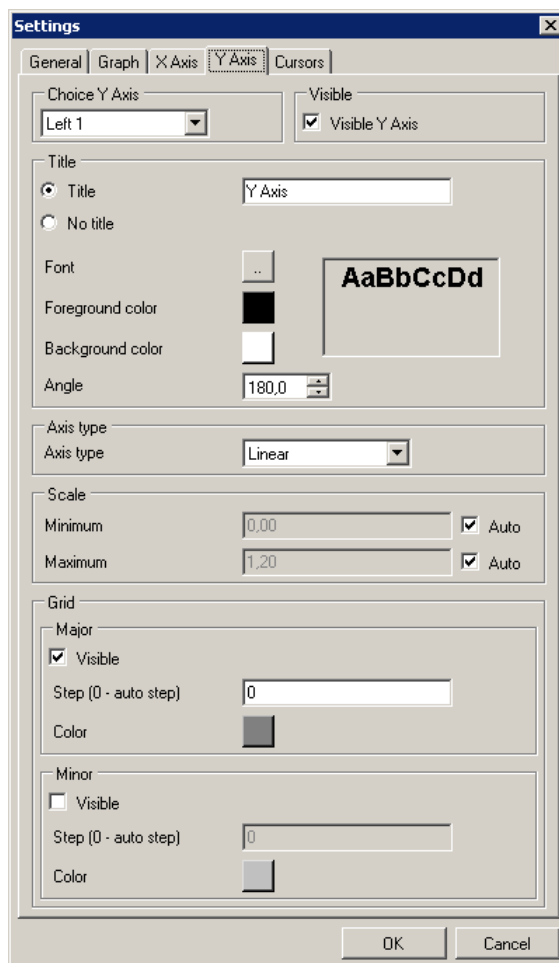 Settings
General Graph X Axis Y Axis Cursors
Choice Y Axis Visible
Left 1 Visible Y Axis
Title
Title Y Axis
No title
Font .. AaBbCcDd
Foreground color
Background color
Angle 180,0
Axis type
Axis type Linear
Scale
Minimum 0,00 Auto
Maximum 1,20 Auto
Grid
Major
Visible
Step (0 - auto step) 0
Color
Minor
Visible
Step (0 - auto step) 0
Color
OK Cancel